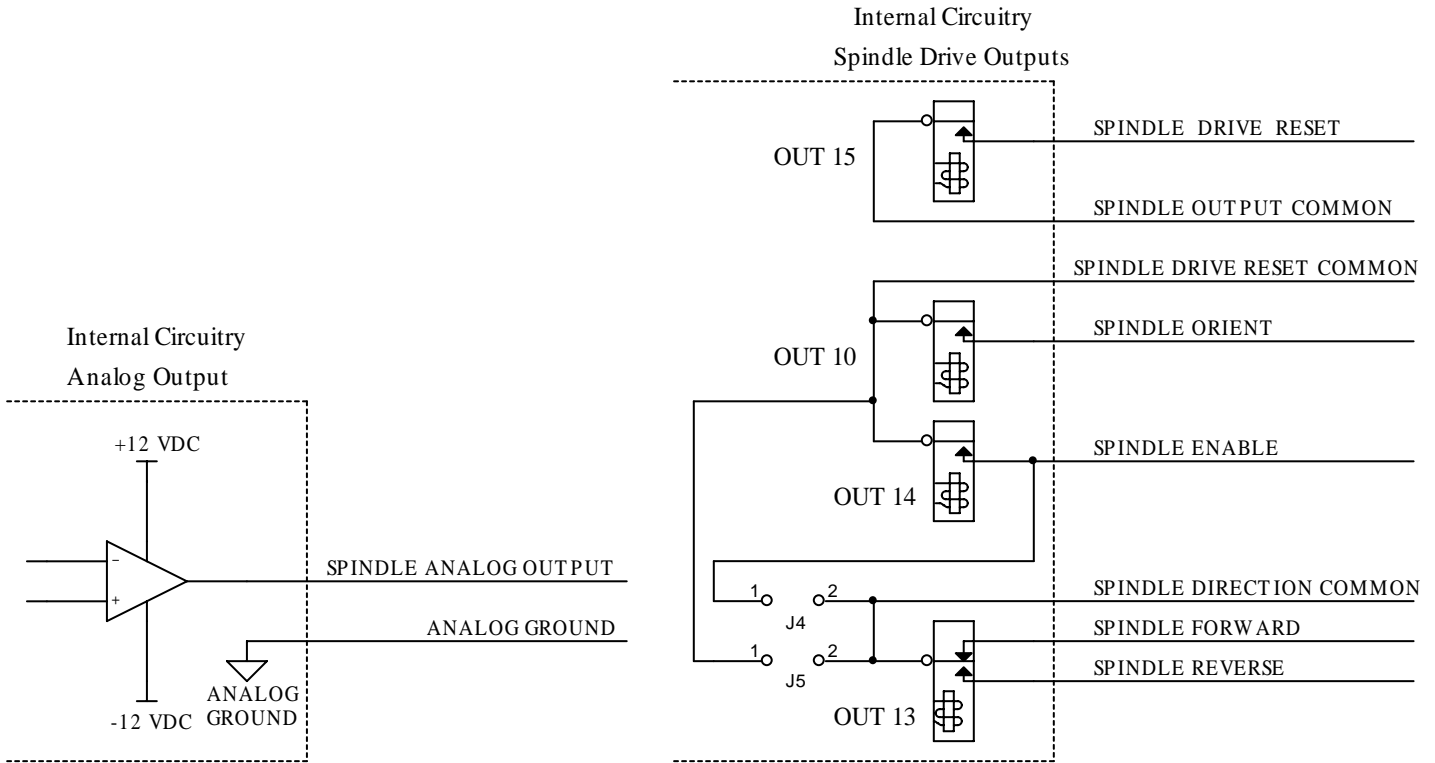 Internal Circuitry
Spindle Drive Outputs
OUT 15
SPINDLE DRIVE RESET
SPINDLE OUTPUT COMMON
SPINDLE DRIVE RESET COMMON
OUT 10
SPINDLE ORIENT
OUT 14
SPINDLE ENABLE
1 2
J4
SPINDLE DIRECTION COMMON
SPINDLE FORWARD
1 2
J5
SPINDLE REVERSE
OUT 13
Internal Circuitry
Analog Output
+12 VDC
−
+
SPINDLE ANALOG OUTPUT
ANALOG GROUND
ANALOG
GROUND
-12 VDC